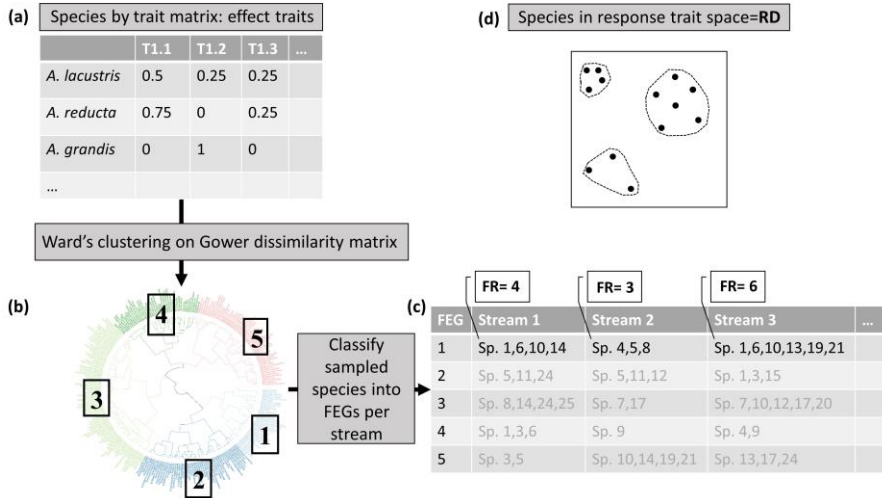 (a)
Species by trait matrix: effect traits
T1.1 T1.2 T1.3 ...
A. lacustris 0.5 0.25 0.25
A. reducta 0.75 0 0.25
A. grandis 0 1 0
...
Ward's clustering on Gower dissimilarity matrix
(b)
4
5
3
1
2
Classify
sampled
species into
FEGs per
stream
(d)
Species in response trait space=RD
FR= 4 FR= 3 FR= 6
(c)
FEG Stream 1 Stream 2 Stream 3 ...
1 Sp. 1,6,10,14 Sp. 4,5,8 Sp. 1,6,10,13,19,21
2 Sp. 5,11,24 Sp. 5,11,12 Sp. 1,3,15
3 Sp. 8,14,24,25 Sp. 7,17 Sp. 7,10,12,17,20
4 Sp. 1,3,6 Sp. 9 Sp. 4,9
5 Sp. 3,5 Sp. 10,14,19,21 Sp. 13,17,24